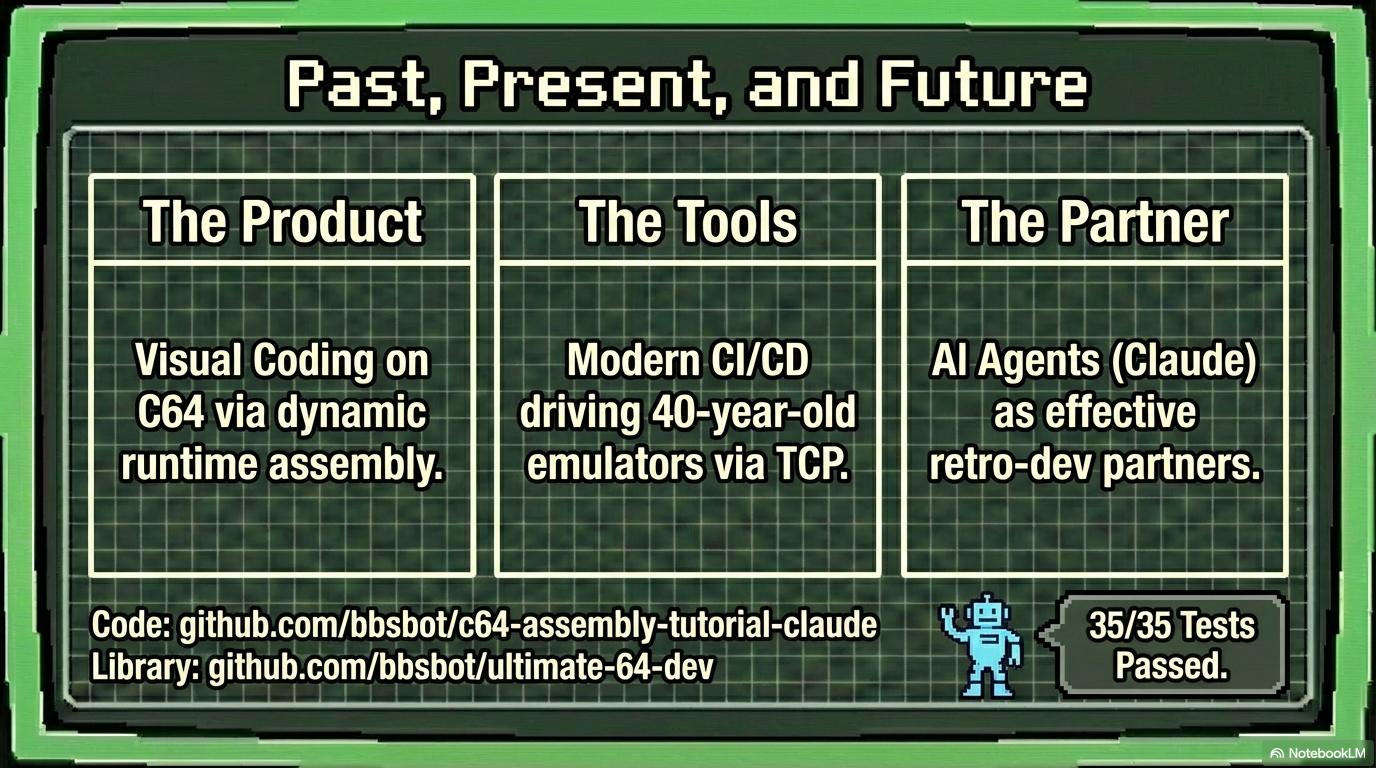 Past, Present, and Future
The Product
Visual Coding on
C64 via dynamic
runtime assembly.
The Tools
Modern CI/CD
driving 40-year-old
emulators via TCP.
The Partner
AI Agents (Claude)
as effective
retro-dev partners.
Code: github.com/bbsbot/c64-assembly-tutorial-claude
Library: github.com/bbsbot/ultimate-64-dev
35/35 Tests
Passed.
NotebookLM